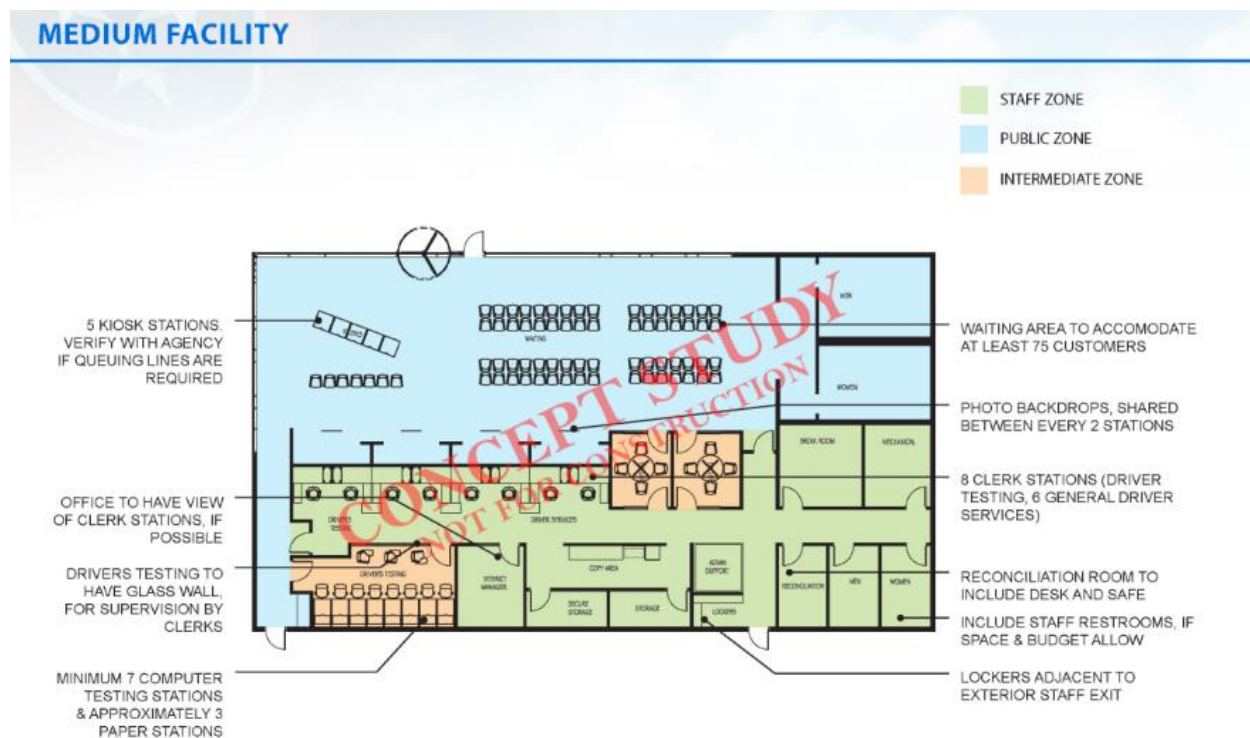 MEDIUM FACILITY
STAFF ZONE
PUBLIC ZONE
INTERMEDIATE ZONE
5 KIOSK STATIONS.
VERIFY WITH AGENCY
IF QUEUING LINES ARE
REQUIRED
OFFICE TO HAVE VIEW
OF CLERK STATIONS, IF
POSSIBLE
DRIVERS TESTING TO
HAVE GLASS WALL,
FOR SUPERVISION BY
CLERKS
MINIMUM 7 COMPUTER
TESTING STATIONS
& APPROXIMATELY 3
PAPER STATIONS
WAITING
MEN
WOMEN
CONCEPT STUDY
NOT FOR CONSTRUCTION
BREAK ROOM
MECHANICAL
DRIVERS
TESTING
DRIVER SERVICES
DRIVERS TESTING
DISTRICT
MANAGER
COPY AREA
SECURE
STORAGE
STORAGE
ADMIN
SUPPORT
LOCKERS
RECONCILIATION
MEN
WOMEN
WAITING AREA TO ACCOMODATE
AT LEAST 75 CUSTOMERS
PHOTO BACKDROPS, SHARED
BETWEEN EVERY 2 STATIONS
8 CLERK STATIONS (DRIVER
TESTING, 6 GENERAL DRIVER
SERVICES)
RECONCILIATION ROOM TO
INCLUDE DESK AND SAFE
INCLUDE STAFF RESTROOMS, IF
SPACE & BUDGET ALLOW
LOCKERS ADJACENT TO
EXTERIOR STAFF EXIT